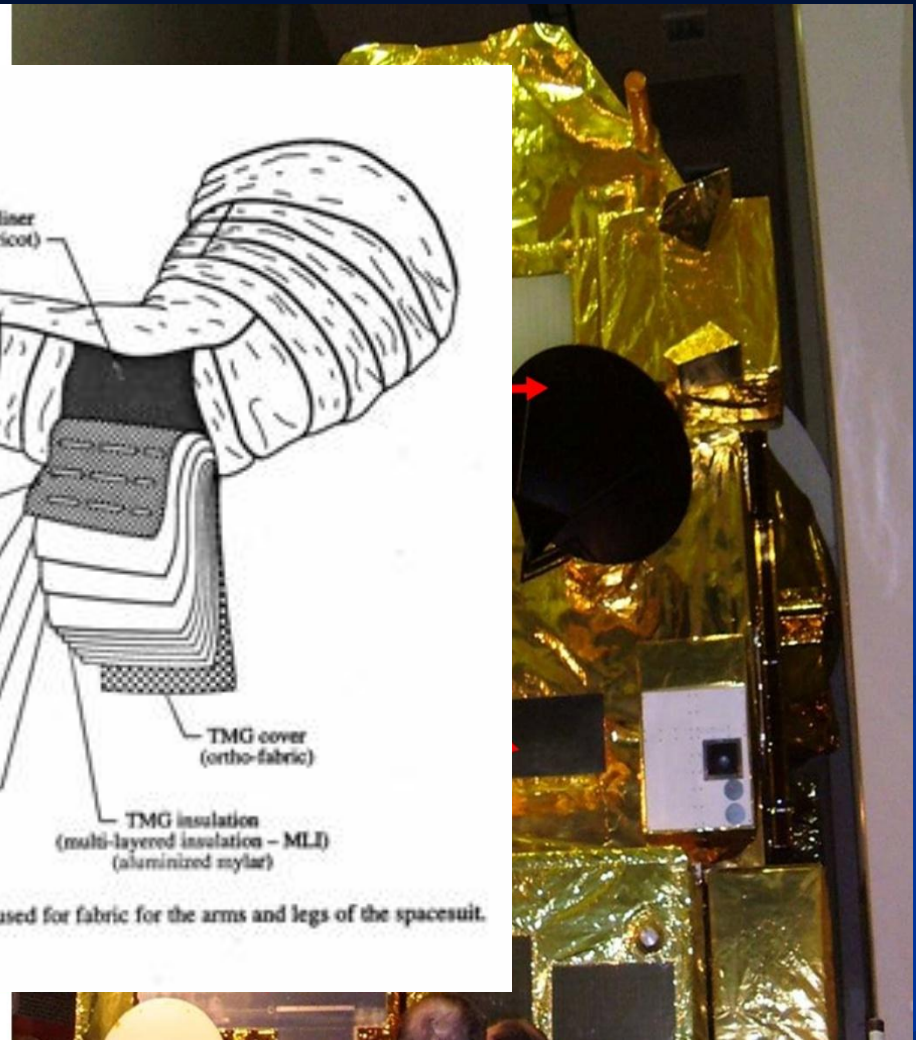 liner
ricot)
TMG cover
(ortho-fabric)
TMG insulation
(multi-layered insulation – MLI)
(aluminized mylar)
used for fabric for the arms and legs of the spacesuit.